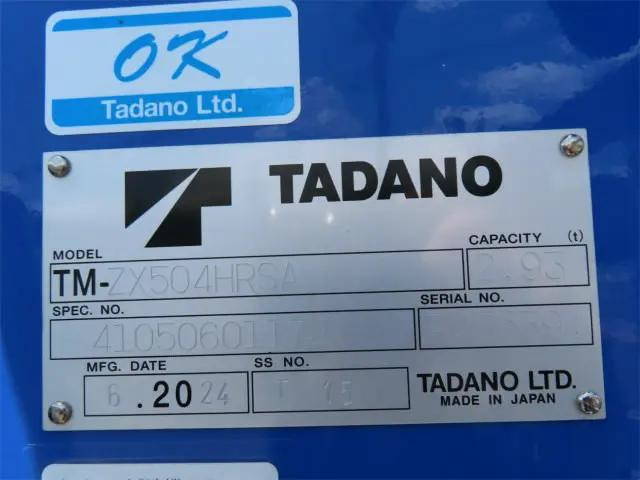 OK
Tadano Ltd.
TADANO
MODEL
CAPACITY (t)
TM-ZX504HRSA
2.93
SPEC. NO.
SERIAL NO.
MFG. DATE
SS NO.
6 .2024
T 15
TADANO LTD.
MADE IN JAPAN